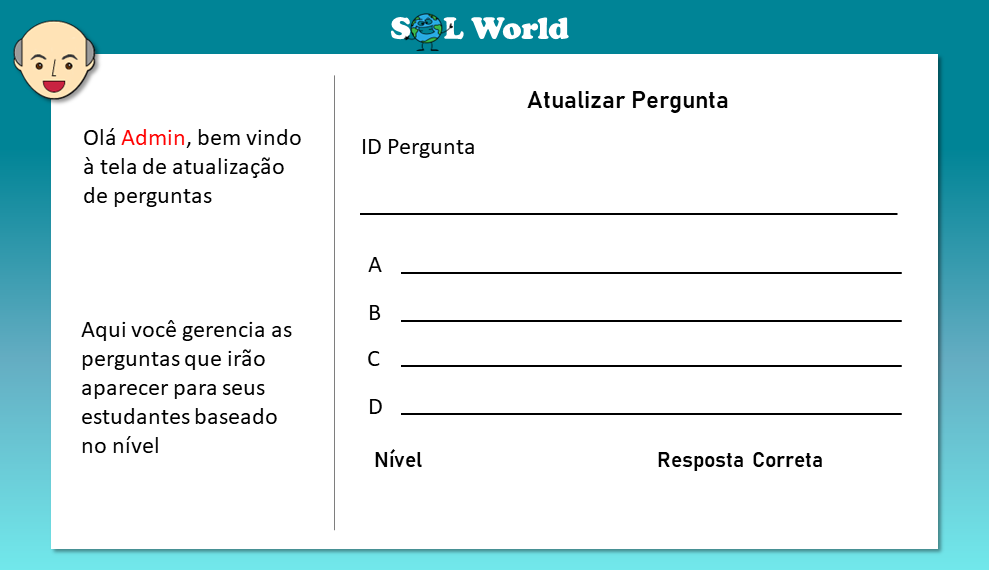 SOL World
Atualizar Pergunta
Olá Admin, bem vindo
à tela de atualização
de perguntas
Aqui você gerencia as
perguntas que irão
aparecer para seus
estudantes baseado
no nível
ID Pergunta
A
B
C
D
Nível
Resposta Correta